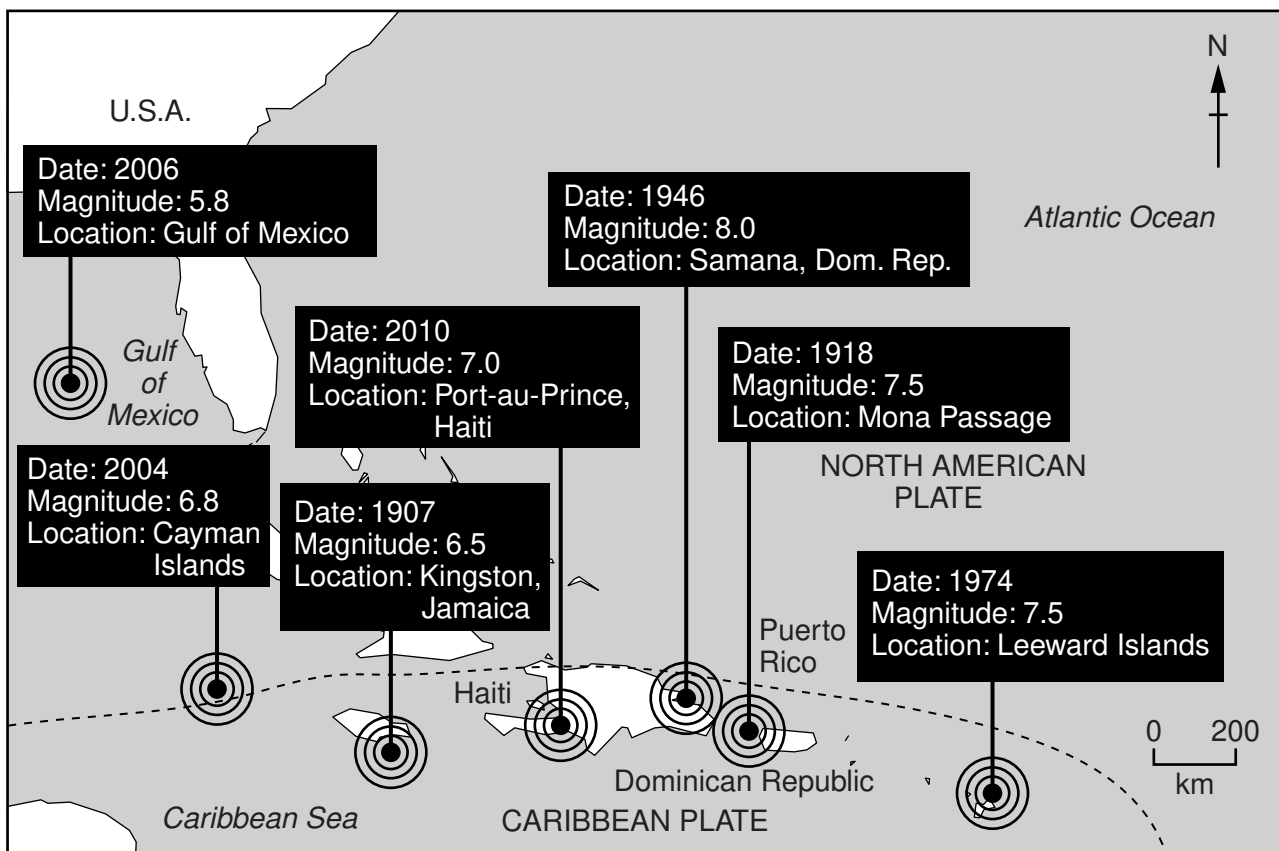 N
U.S.A.
Date: 2006
Magnitude: 5.8
Location: Gulf of Mexico
Date: 1946
Magnitude: 8.0
Location: Samana, Dom. Rep.
Atlantic Ocean
Gulf
of
Mexico
Date: 2010
Magnitude: 7.0
Location: Port-au-Prince,
Haiti
Date: 1918
Magnitude: 7.5
Location: Mona Passage
Date: 2004
Magnitude: 6.8
Location: Cayman
Islands
Date: 1907
Magnitude: 6.5
Location: Kingston,
Jamaica
NORTH AMERICAN
PLATE
Date: 1974
Magnitude: 7.5
Location: Leeward Islands
Puerto
Rico
Haiti
Dominican Republic
0 200
km
Caribbean Sea
CARIBBEAN PLATE